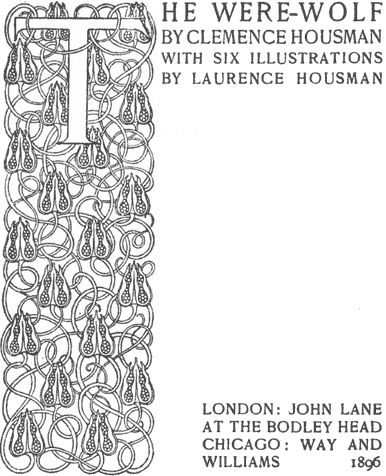 THE WERE-WOLF
BY CLEMENCE HOUSMAN
WITH SIX ILLUSTRATIONS
BY LAURENCE HOUSMAN
LONDON: JOHN LANE
AT THE BODLEY HEAD
CHICAGO: WAY AND
WILLIAMS 1896